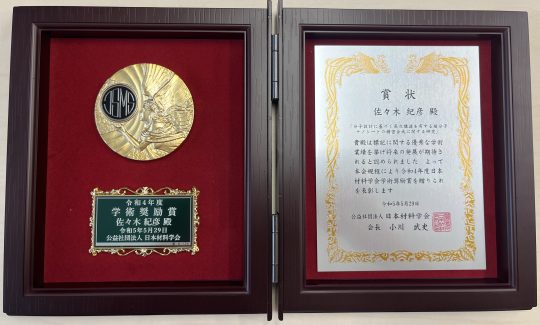 JSMS
令和4年度
学術奨励賞
佐々木 紀彦 殿
令和5年5月29日
公益社団法人 日本材料学会
賞状
佐々木 紀彦 殿
貴殿は標記に関する優秀な学術
業績を挙げ将来の発展が期待され
ると認められました よって
本会規程により令和4年度日本
材料学会学術奨励賞を贈りられ
を表彰します
令和5年5月29日
公益社団法人 日本材料学会
会長 小川 武史